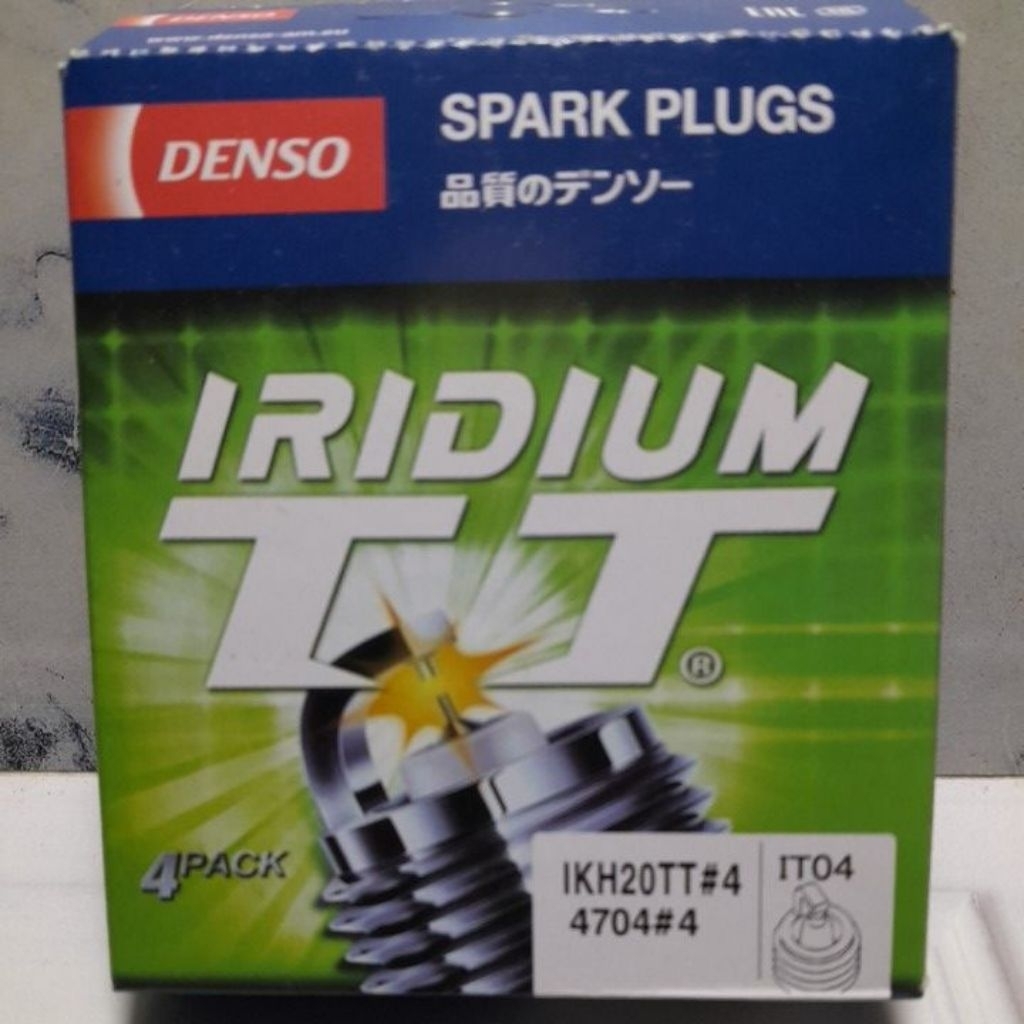 DENSO
SPARK PLUGS
品質のデンソー
IRIDIUM
TT®
4PACK
IKH20TT#4
4704#4
IT04